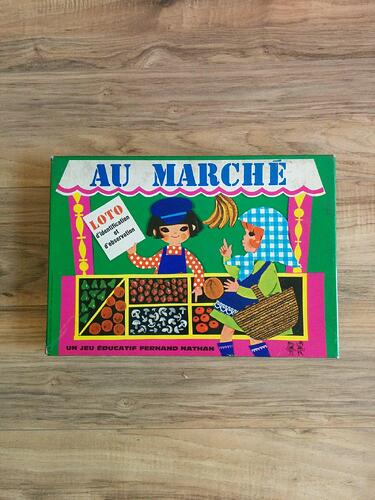 AU MARCHÉ
LOTO
d'identification
et
d'observation
UN JEU ÉDUCATIF FERNAND NATHAN